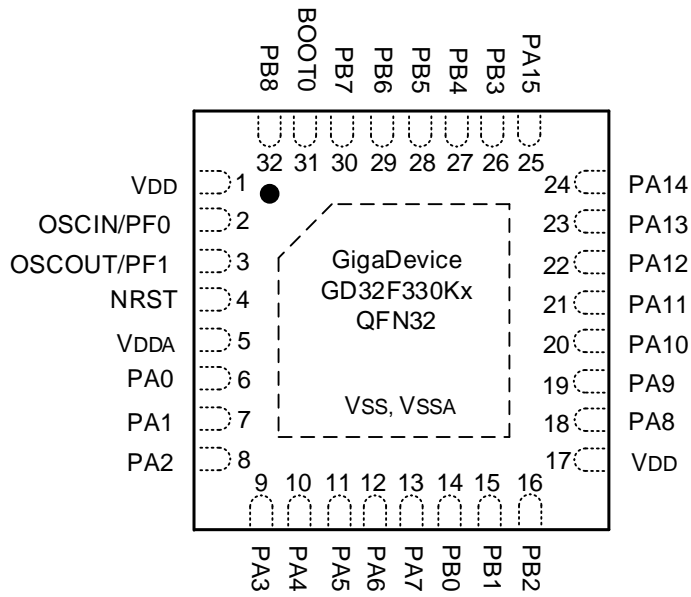 PB8 BOOT0 PB7 PB6 PB5 PB4 PB3 PA15
32 31 30 29 28 27 26 25
VDD 1
OSCIN/PF0 2
OSCOUT/PF1 3
NRST 4
VDDA 5
PA0 6
PA1 7
PA2 8
GigaDevice
GD32F330Kx
QFN32
VSS, VSSA
24 PA14
23 PA13
22 PA12
21 PA11
20 PA10
19 PA9
18 PA8
17 VDD
9 10 11 12 13 14 15 16
PA3 PA4 PA5 PA6 PA7 PB0 PB1 PB2